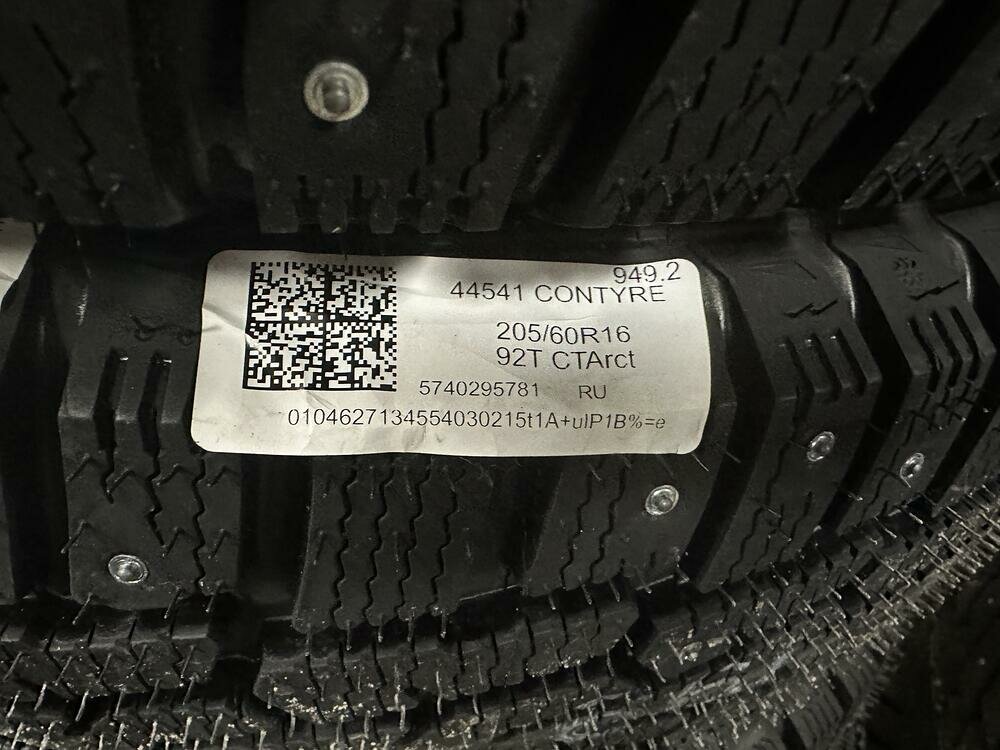 949.2
44541 CONTYRE
205/60R16
92T CTArct
5740295781 RU
0104627134554030215t1A+uIP1B%=e